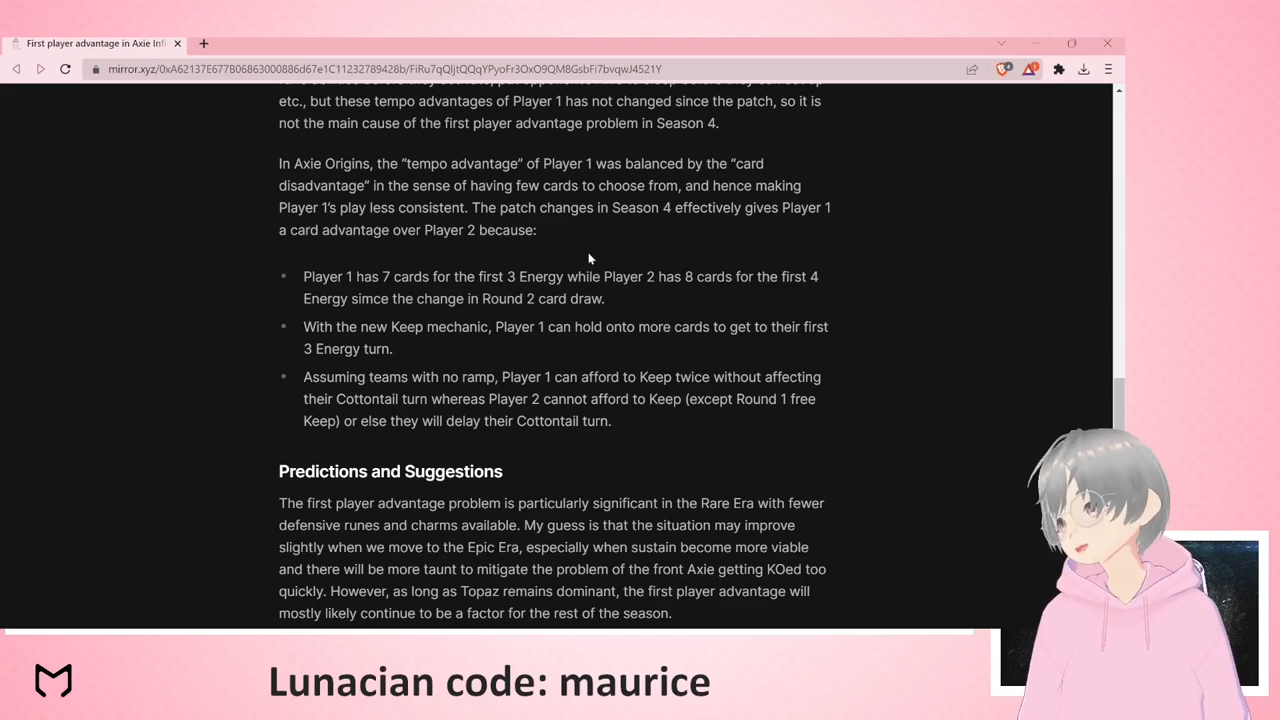 First player advantage in Axie Infi
mirror.xyz/0xA62137E677B06863000886d67e1C11232789428b/FiRu7qQljtQQqYPyoFr3OxO9QM8GsbFi7bvqwJ4521Y
etc., but these tempo advantages of Player 1 has not changed since the patch, so it is
not the main cause of the first player advantage problem in Season 4.
In Axie Origins, the “tempo advantage” of Player 1 was balanced by the “card
disadvantage” in the sense of having few cards to choose from, and hence making
Player 1’s play less consistent. The patch changes in Season 4 effectively gives Player 1
a card advantage over Player 2 because:
Player 1 has 7 cards for the first 3 Energy while Player 2 has 8 cards for the first 4
Energy simce the change in Round 2 card draw.
With the new Keep mechanic, Player 1 can hold onto more cards to get to their first
3 Energy turn.
Assuming teams with no ramp, Player 1 can afford to Keep twice without affecting
their Cottontail turn whereas Player 2 cannot afford to Keep (except Round 1 free
Keep) or else they will delay their Cottontail turn.
Predictions and Suggestions
The first player advantage problem is particularly significant in the Rare Era with fewer
defensive runes and charms available. My guess is that the situation may improve
slightly when we move to the Epic Era, especially when sustain become more viable
and there will be more taunt to mitigate the problem of the front Axie getting KOed too
quickly. However, as long as Topaz remains dominant, the first player advantage will
mostly likely continue to be a factor for the rest of the season.
Lunacian code: maurice